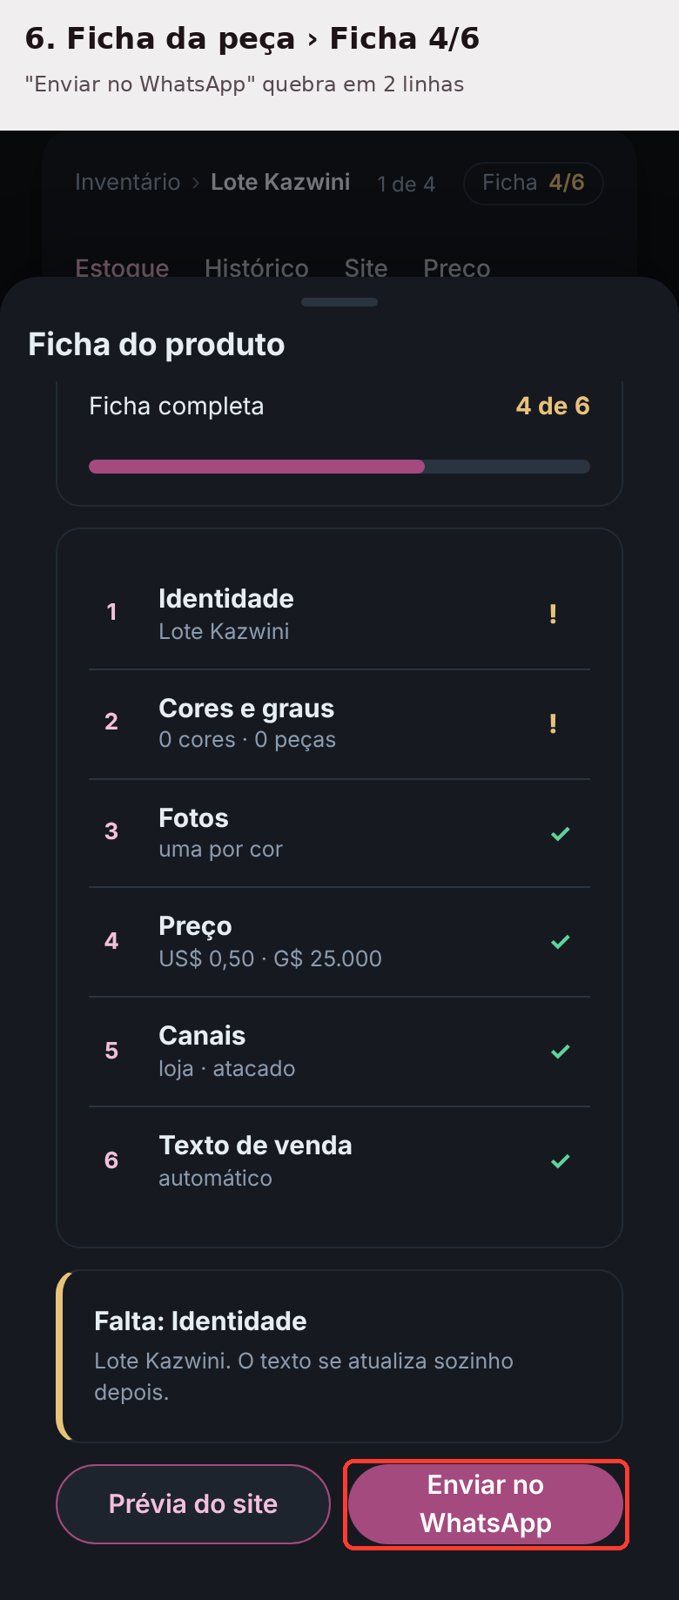 6. Ficha da peça › Ficha 4/6
"Enviar no WhatsApp" quebra em 2 linhas
Inventário › Lote Kazwini 1 de 4 Ficha 4/6
Estoque Histórico Site Preço
Ficha do produto
Ficha completa 4 de 6
1 Identidade !
Lote Kazwini
2 Cores e graus !
0 cores · 0 peças
3 Fotos ✓
uma por cor
4 Preço ✓
US$ 0,50 · G$ 25.000
5 Canais ✓
loja · atacado
6 Texto de venda ✓
automático
Falta: Identidade
Lote Kazwini. O texto se atualiza sozinho
depois.
Prévia do site
Enviar no
WhatsApp